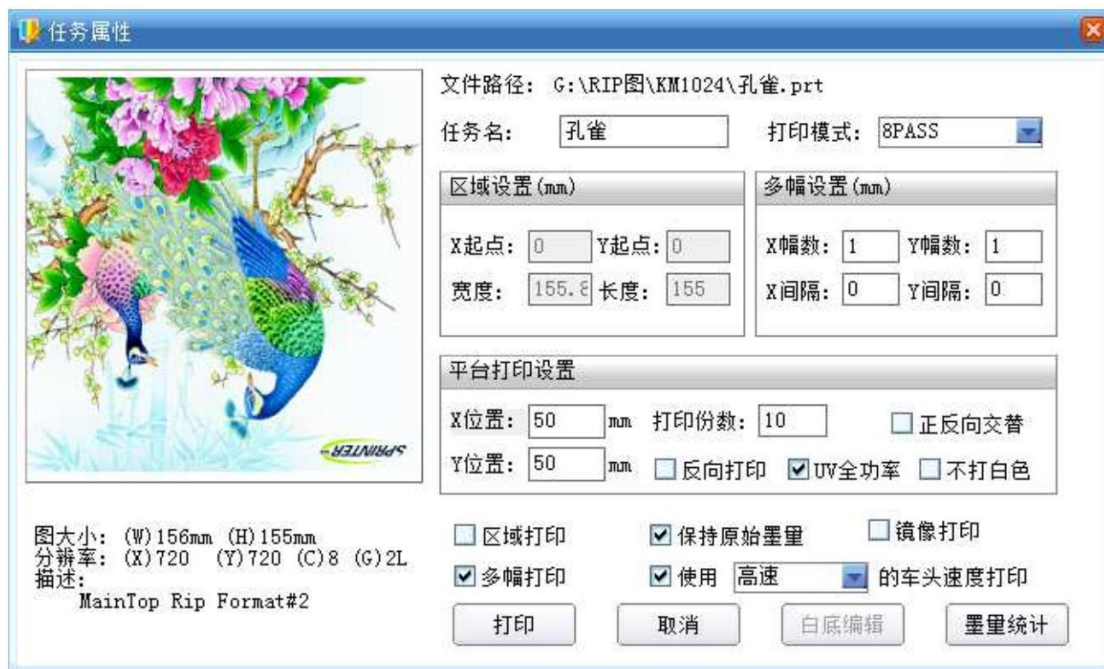 任务属性
文件路径： G:\RIP图\KM1024\孔雀.prt
任务名： 孔雀 打印模式： 8PASS
区域设置(mm)
X起点： 0 Y起点： 0
宽度： 155.8 长度： 155
多幅设置(mm)
X幅数： 1 Y幅数： 1
X间隔： 0 Y间隔： 0
平台打印设置
X位置： 50 mm 打印份数： 10 正反向交替
Y位置： 50 mm 反向打印 UV全功率 不打白色
SPRINTER
图大小： (W)156mm (H)155mm
分辨率： (X)720 (Y)720 (C)8 (G)2L
描述：
MainTop Rip Format#2
区域打印 保持原始墨量 镜像打印
多幅打印 使用 高速 的车头速度打印
打印 取消 白底编辑 墨量统计